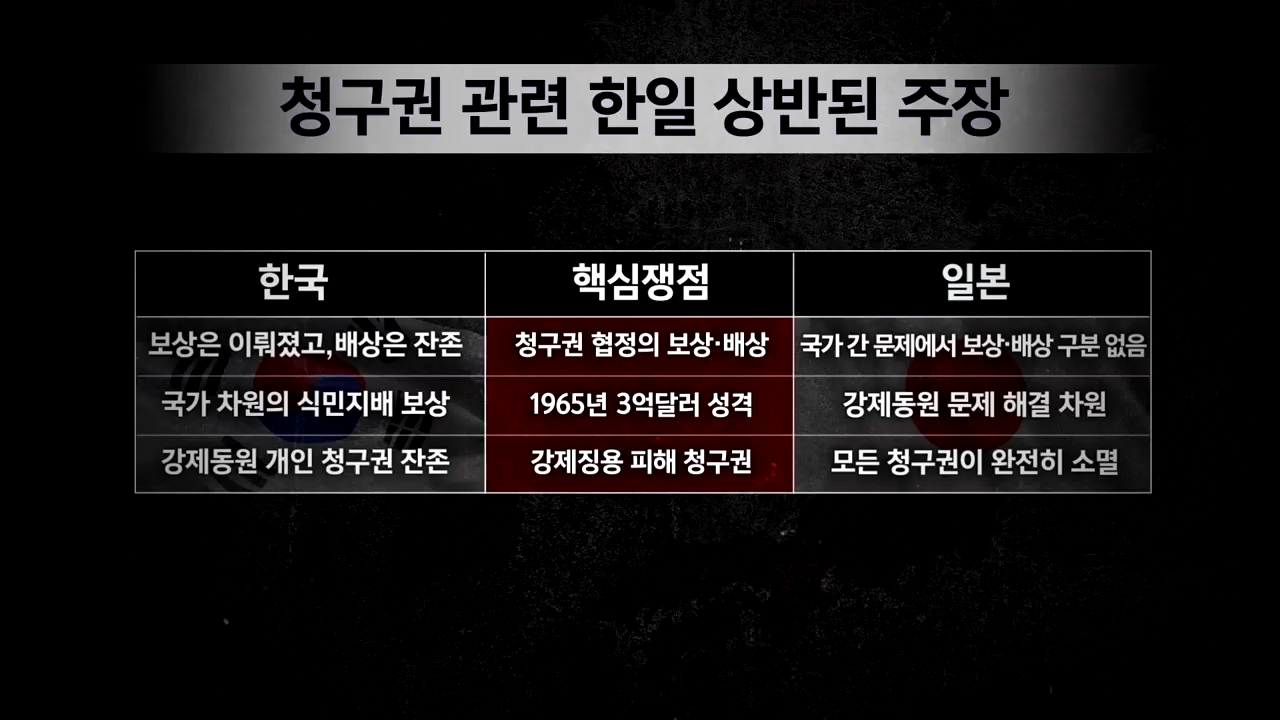 청구권 관련 한일 상반된 주장
한국 핵심쟁점 일본
보상은 이뤄졌고, 배상은 잔존 청구권 협정의 보상·배상 국가 간 문제에서 보상·배상 구분 없음
국가 차원의 식민지배 보상 1965년 3억달러 성격 강제동원 문제 해결 차원
강제동원 개인 청구권 잔존 강제징용 피해 청구권 모든 청구권이 완전히 소멸